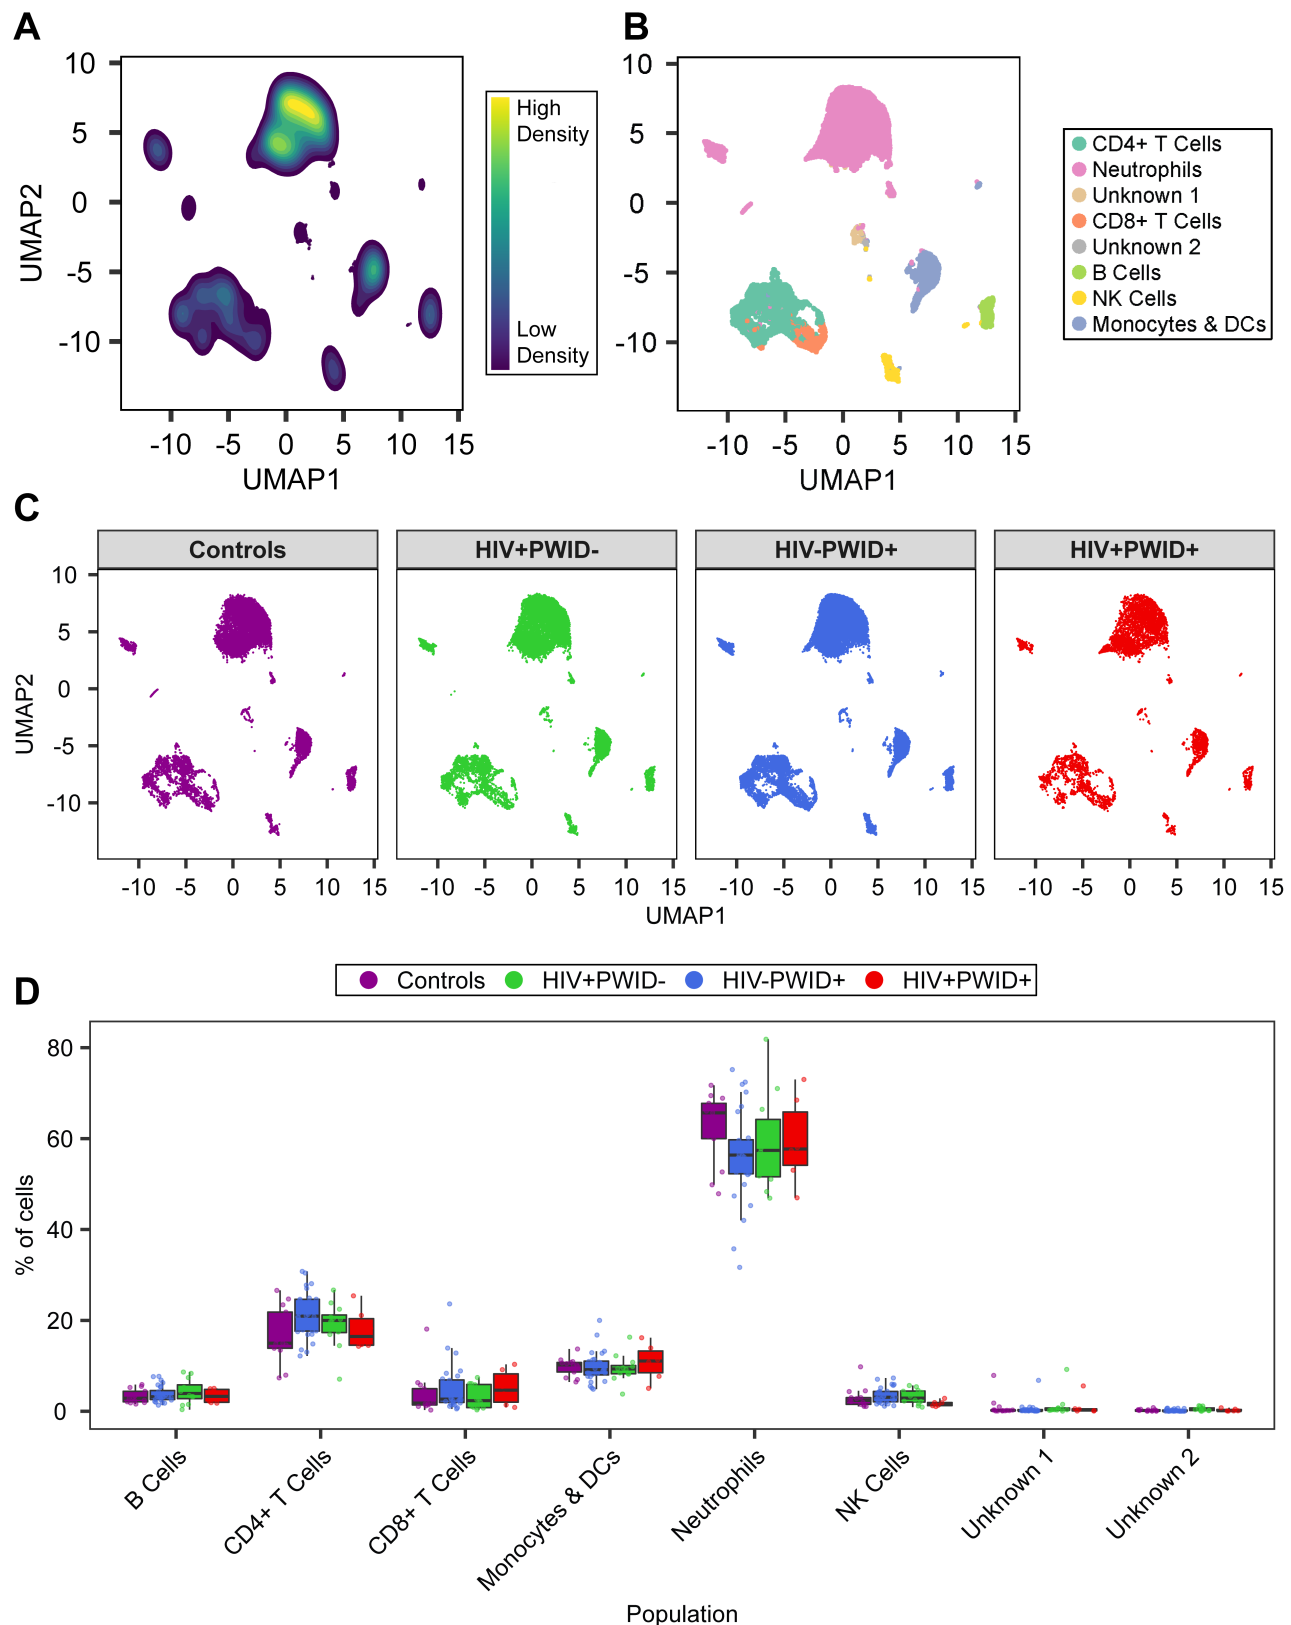 A
B
10
5
0
-5
-10
UMAP2
-10 -5 0 5 10 15
UMAP1
High
Density
Low
Density
10
5
0
-5
-10
-10 -5 0 5 10 15
UMAP1
CD4+ T Cells
Neutrophils
Unknown 1
CD8+ T Cells
Unknown 2
B Cells
NK Cells
Monocytes & DCs
C
Controls HIV+PWID- HIV-PWID+ HIV+PWID+
10
5
0
-5
-10
UMAP2
-10 -5 0 5 10 15 -10 -5 0 5 10 15 -10 -5 0 5 10 15 -10 -5 0 5 10 15
UMAP1
D
Controls HIV+PWID- HIV-PWID+ HIV+PWID+
80
60
40
20
0
% of cells
B Cells
CD4+ T Cells
CD8+ T Cells
Monocytes & DCs
Neutrophils
NK Cells
Unknown 1
Unknown 2
Population